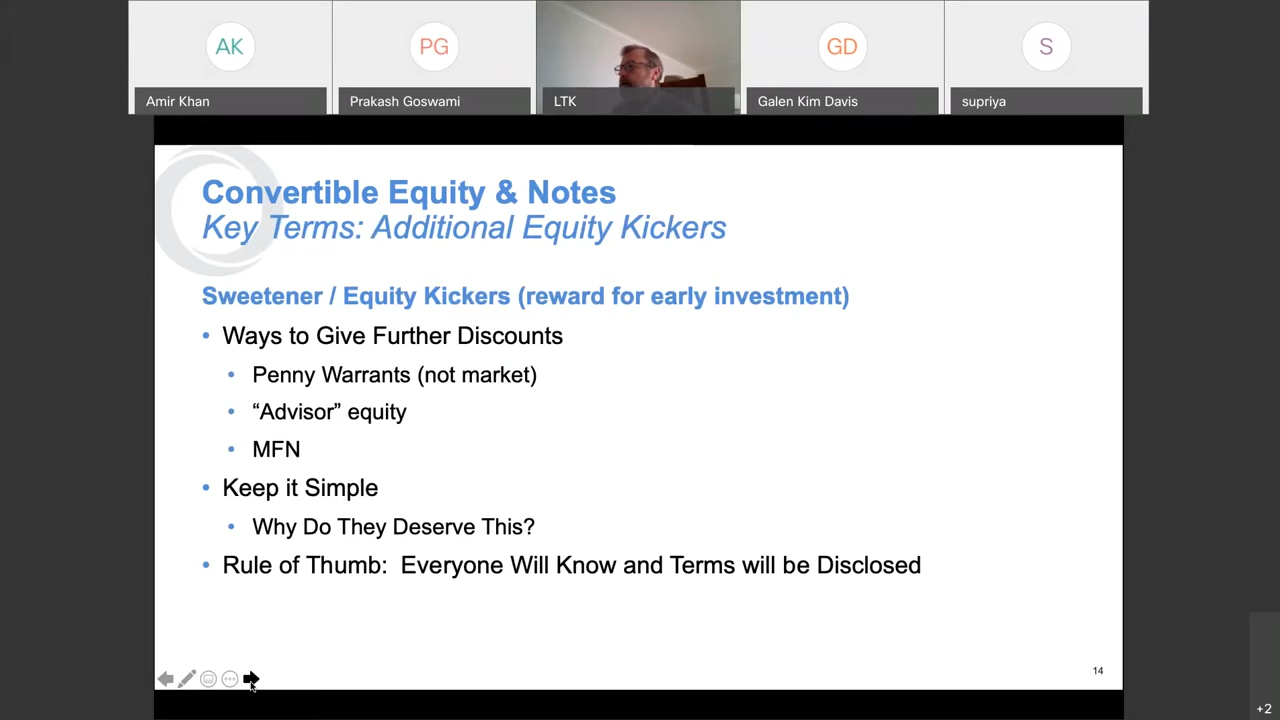 AK
PG
GD
S
Amir Khan
Prakash Goswami
LTK
Galen Kim Davis
supriya
Convertible Equity & Notes
Key Terms: Additional Equity Kickers
Sweetener / Equity Kickers (reward for early investment)
• Ways to Give Further Discounts
• Penny Warrants (not market)
• “Advisor” equity
• MFN
• Keep it Simple
• Why Do They Deserve This?
• Rule of Thumb:  Everyone Will Know and Terms will be Disclosed
14
+2